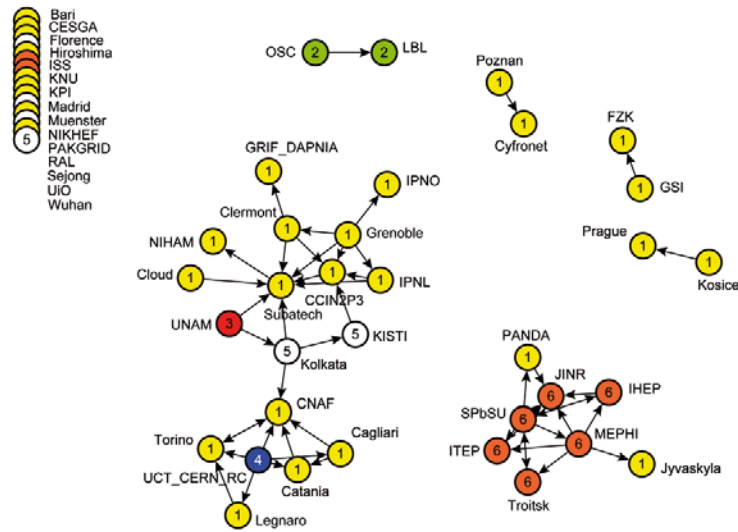 Bari
CESGA
Florence
Hiroshima
ISS
KNU
KPI
Madrid
Muenster
NIKHEF
PAKGRID
RAL
Sejong
UiO
Wuhan
5
OSC 2 2 LBL
Poznan
1
1
Cyfronet
FZK
1
1
GSI
Prague
1
1
Kosice
GRIF_DAPNIA
1
1 IPNO
Clermont
1
1 Grenoble
NIHAM 1
Cloud 1
1
Subatech
1
CCIN2P3
1 IPNL
UNAM 3
5 KISTI
5
Kolkata
1 CNAF
Torino 1
1 Cagliari
UCT_CERN_RC 4
1
Catania
1
Legnaro
PANDA
1
JINR
6
6 IHEP
SPbSU 6
ITEP 6
6 MEPHI
6
Troitsk
1 Jyvaskyla